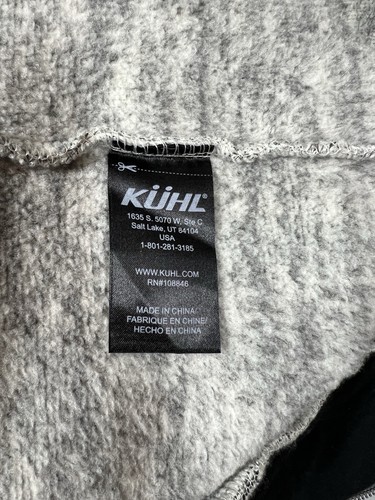 KÜHL®
1635 S. 5070 W, Ste C
Salt Lake, UT 84104
USA
1-801-281-3185
WWW.KUHL.COM
RN#108846
MADE IN CHINA/
FABRIQUE EN CHINE/
HECHO EN CHINA